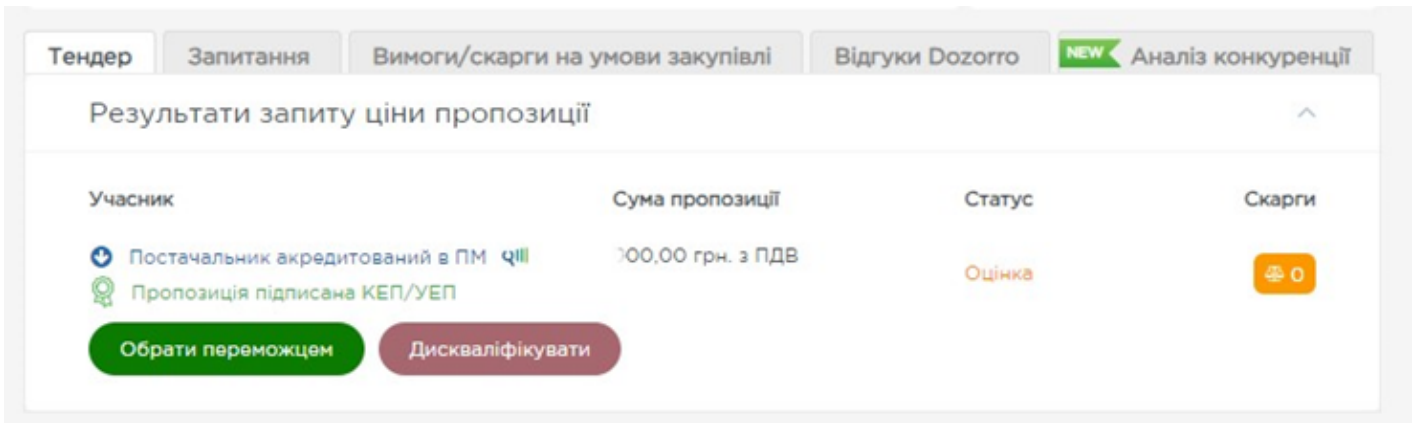 Тендер Запитання Вимоги/скарги на умови закупівлі Відгуки Dozorro NEW Аналіз конкуренції
Результати запиту ціни пропозиції
Учасник Сума пропозиції Статус Скарги
Постачальник акредитований в ПМ 00,00 грн. з ПДВ
Оцінка 0
Пропозиція підписана КЕП/УЕП
Обрати переможцем Дискваліфікувати